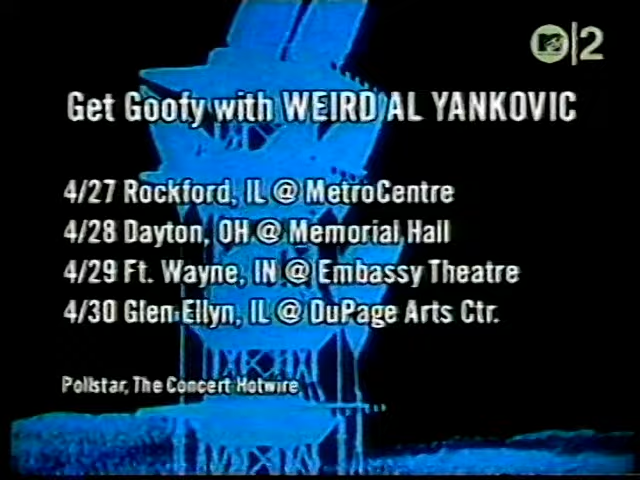 MTV 2
Get Goofy with WEIRD AL YANKOVIC
4/27 Rockford, IL @ MetroCentre
4/28 Dayton, OH @ Memorial Hall
4/29 Ft. Wayne, IN @ Embassy Theatre
4/30 Glen Ellyn, IL @ DuPage Arts Ctr.
Pollstar, The Concert Hotwire